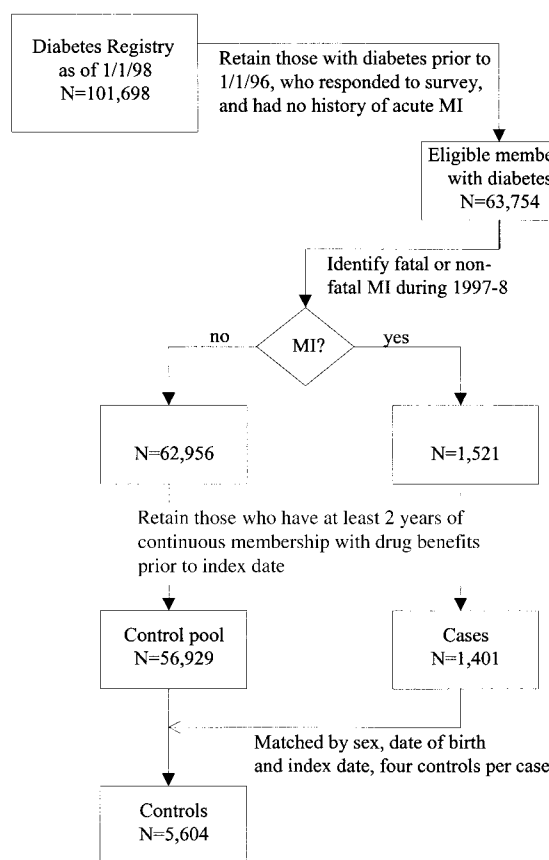 Diabetes Registry
as of 1/1/98
N=101,698
Retain those with diabetes prior to
1/1/96, who responded to survey,
and had no history of acute MI
Eligible membe
with diabetes
N=63,754
Identify fatal or non-
fatal MI during 1997-8
no
MI?
yes
N=62,956
N=1,521
Retain those who have at least 2 years of
continuous membership with drug benefits
prior to index date
Control pool
N=56,929
Cases
N=1,401
Matched by sex, date of birth
and index date, four controls per case
Controls
N=5,604